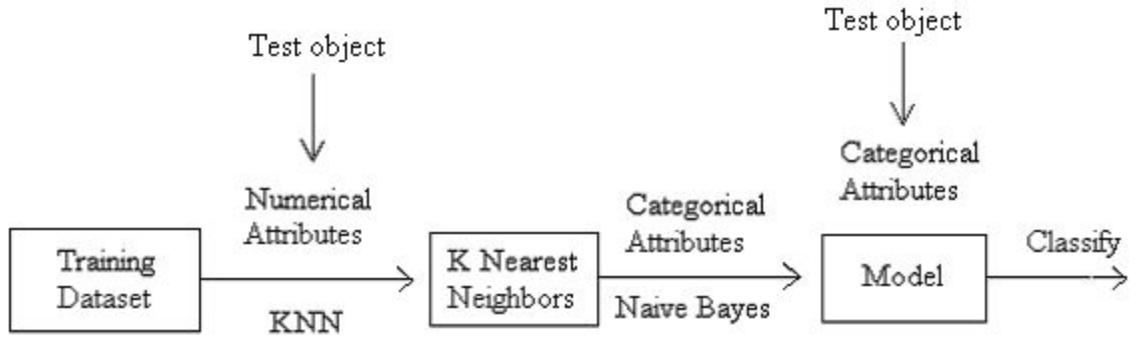 Test object
Test object
Numerical
Attributes
Categorical
Attributes
Categorical
Attributes
Training
Dataset
KNN
K Nearest
Neighbors
Naive Bayes
Model
Classify